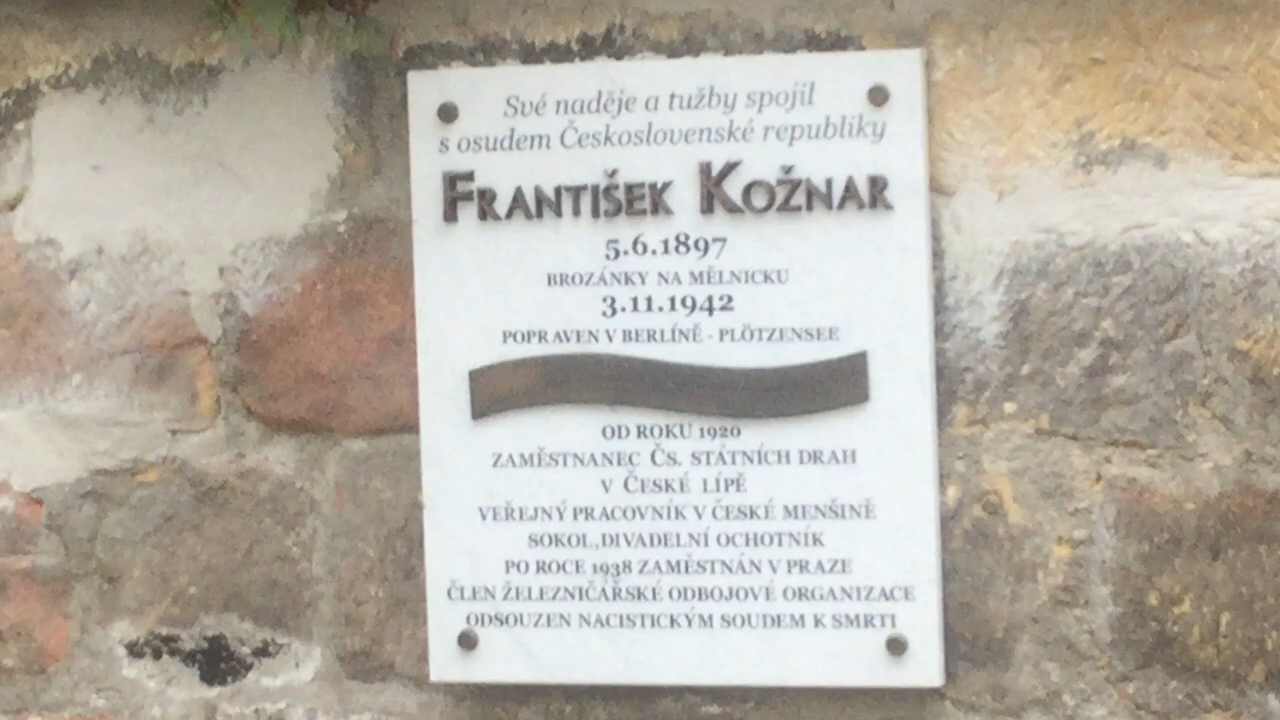 Své naděje a tužby spojil
s osudem Československé republiky
František Kožnar
5.6.1897
BROZÁNKY NA MĚLNICKU
3.11.1942
POPRAVEN V BERLÍNĚ - PLÖTZENSEE
OD ROKU 1920
ZAMĚSTNANEC ČS. STÁTNÍCH DRAH
V ČESKÉ LÍPĚ
VEŘEJNÝ PRACOVNÍK V ČESKÉ MENŠINĚ
SOKOL,DIVADELNÍ OCHOTNÍK
PO ROCE 1938 ZAMĚSTNÁN V PRAZE
ČLEN ŽELEZNIČÁŘSKÉ ODBOJOVÉ ORGANIZACE
ODSOUZEN NACISTICKÝM SOUDEM K SMRTI